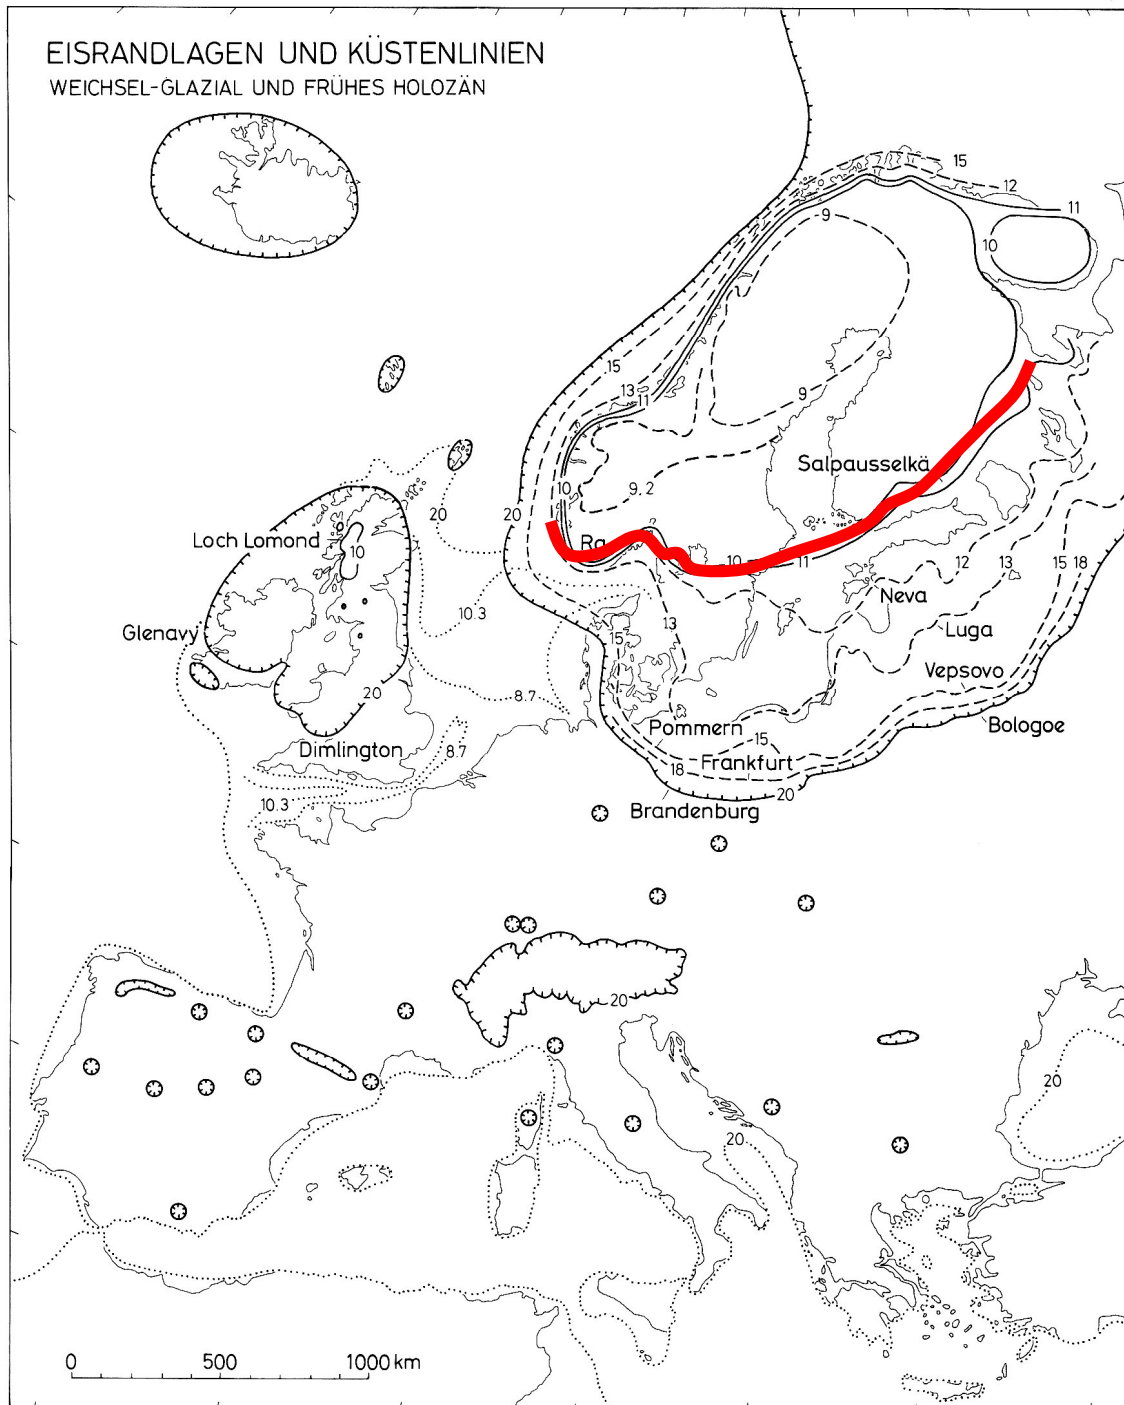 EISRANDLAGEN UND KÜSTENLINIEN
WEICHSEL-GLAZIAL UND FRÜHES HOLOZÄN
15
12
11
10
9
15
13
11
9
Salpausselkä
20
10
9.2
20
Loch Lomond
10
Ra
10
11
12
13
15
18
10.3
Neva
Glenavy
15
13
Luga
20
8.7
Vepsovo
Pommern
Bologoe
Dimlington
8.7
15
Frankfurt
18
20
10.3
Brandenburg
20
20
20
0 500 1000 km